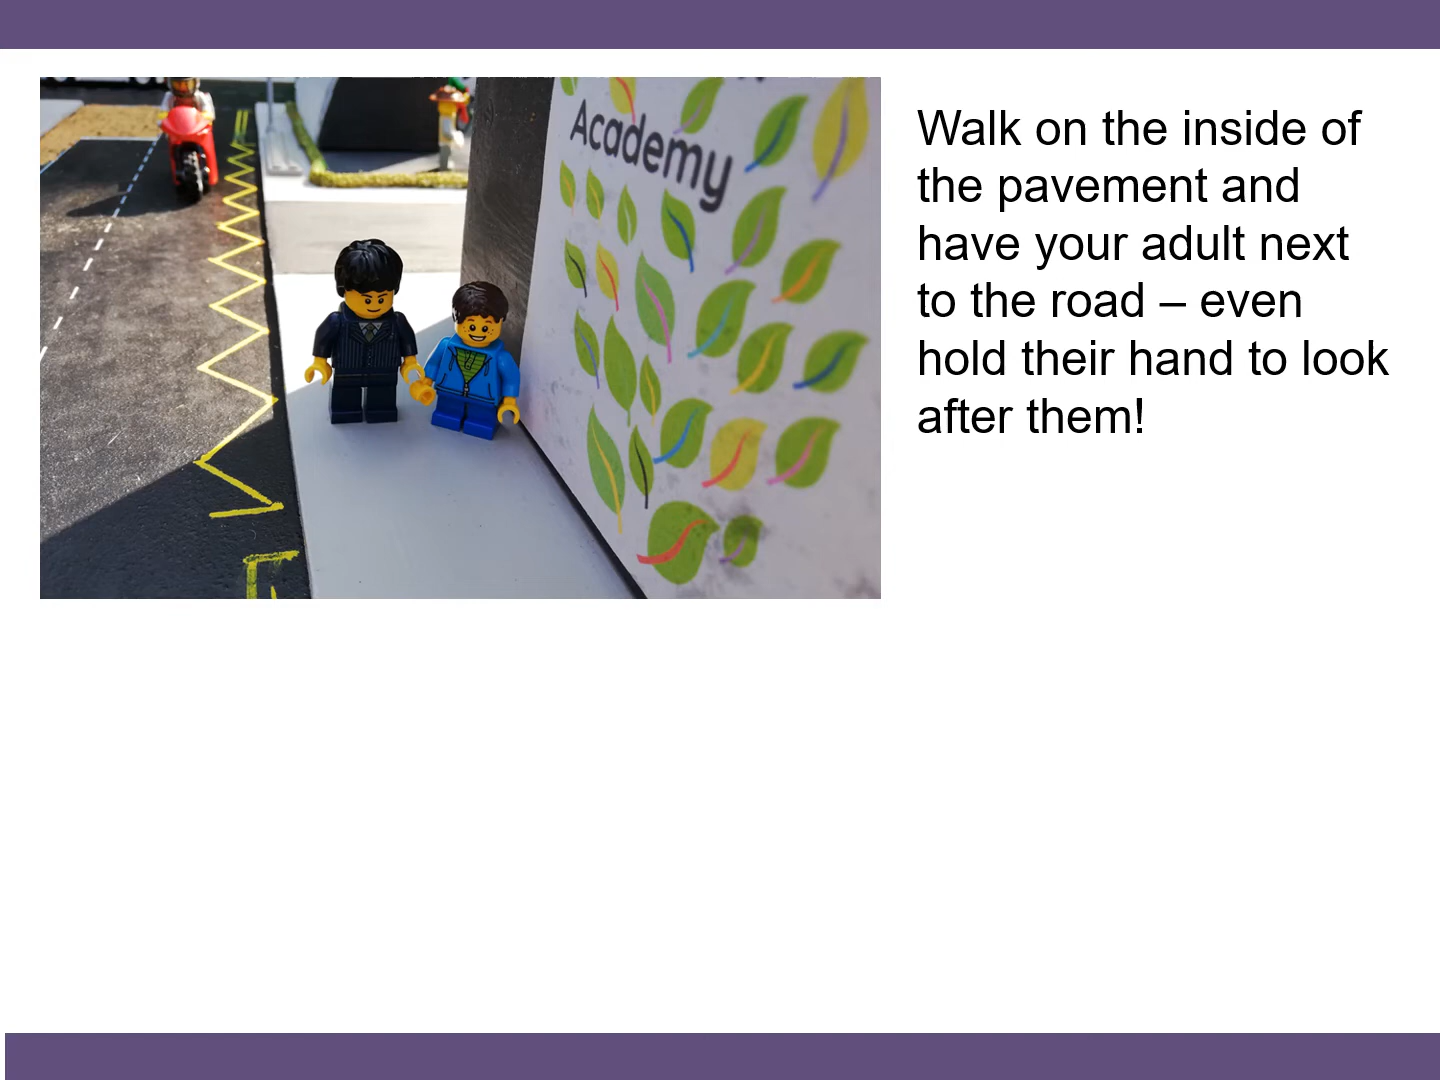 Academy
Walk on the inside of
the pavement and
have your adult next
to the road – even
hold their hand to look
after them!